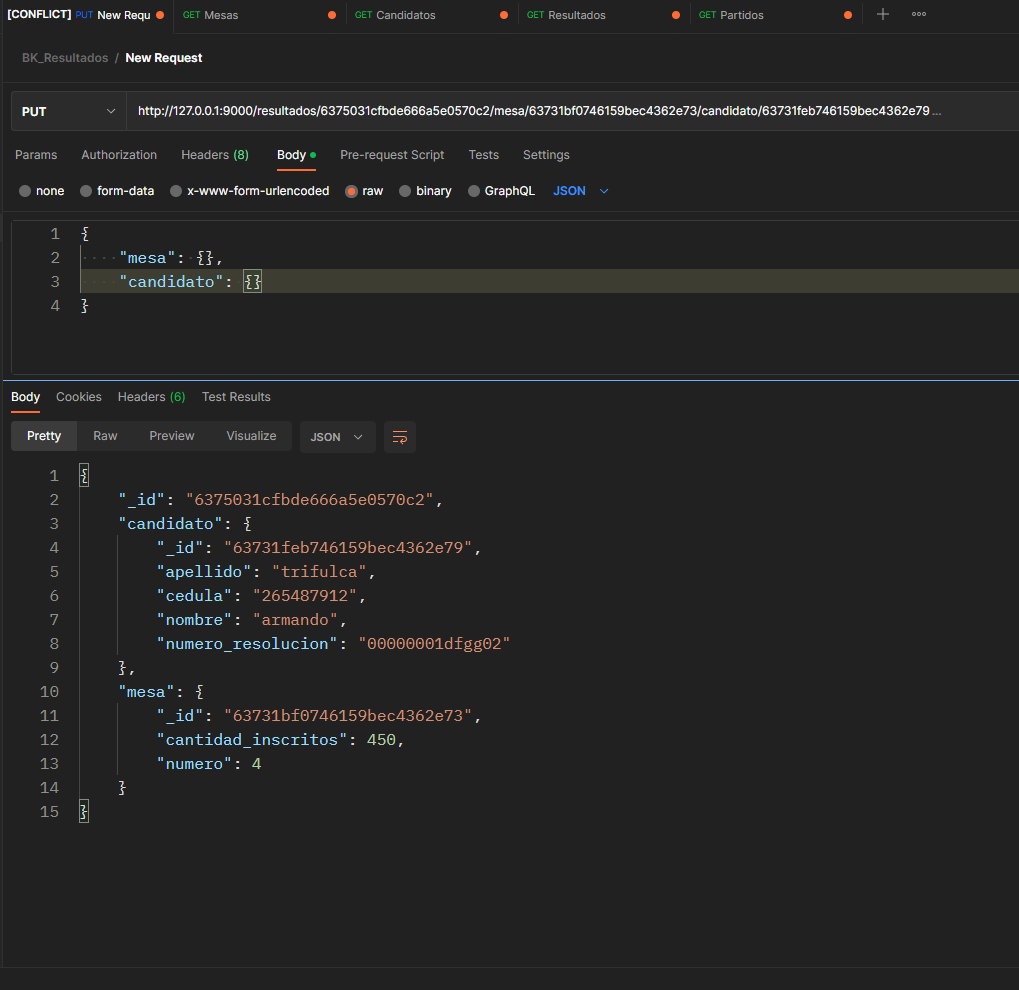 [CONFLICT] PUT New Requ GET Mesas GET Candidatos GET Resultados GET Partidos
BK_Resultados / New Request
PUT http://127.0.0.1:9000/resultados/6375031cfbde666a5e0570c2/mesa/63731bf0746159bec4362e73/candidato/63731feb746159bec4362e79 ...
Params Authorization Headers (8) Body Pre-request Script Tests Settings
none form-data x-www-form-urlencoded raw binary GraphQL JSON
1 {
2 "mesa": {},
3 "candidato": {}
4 }
Body Cookies Headers (6) Test Results
Pretty Raw Preview Visualize JSON
1 {
2 "_id": "6375031cfbde666a5e0570c2",
3 "candidato": {
4 "_id": "63731feb746159bec4362e79",
5 "apellido": "trifulca",
6 "cedula": "265487912",
7 "nombre": "armando",
8 "numero_resolucion": "00000001dfgg02"
9 },
10 "mesa": {
11 "_id": "63731bf0746159bec4362e73",
12 "cantidad_inscritos": 450,
13 "numero": 4
14 }
15 }